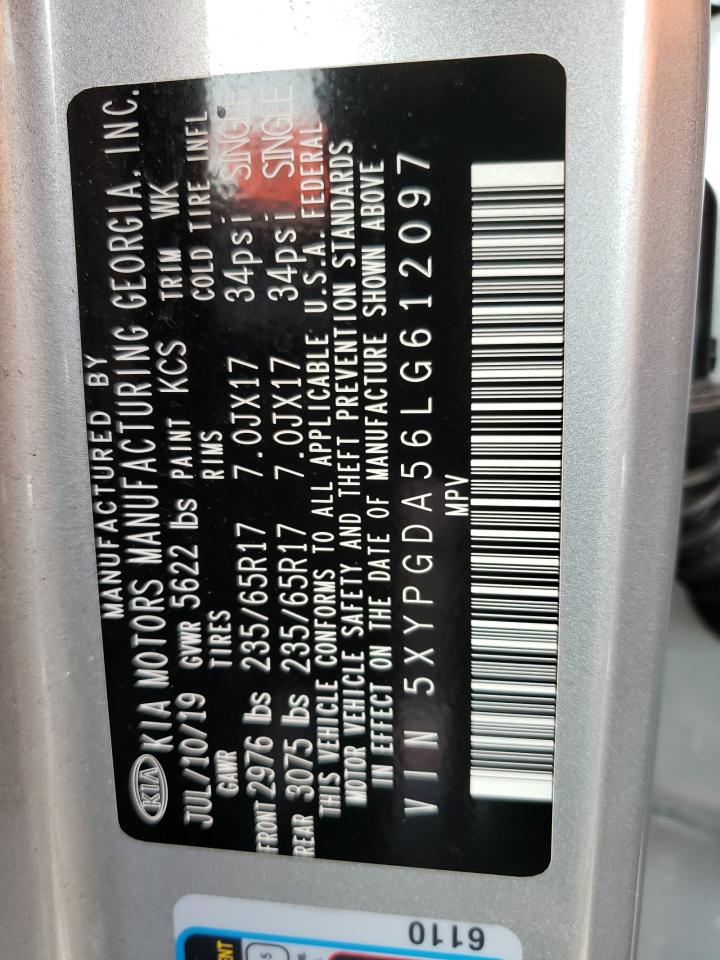 MANUFACTURED BY
KIA KIA MOTORS MANUFACTURING GEORGIA, INC.
JUL/10/19 GVWR 5622 lbs PAINT KCS TRIM WK
GAWR TIRES RIMS COLD TIRE INFL
FRONT 2976 lbs 235/65R17 7.0JX17 34psi SINGLE
REAR 3075 lbs 235/65R17 7.0JX17 34psi SINGLE
THIS VEHICLE CONFORMS TO ALL APPLICABLE U.S.A. FEDERAL
MOTOR VEHICLE SAFETY AND THEFT PREVENTION STANDARDS
IN EFFECT ON THE DATE OF MANUFACTURE SHOWN ABOVE
VIN 5XYPGDA56LG612097
MPV
6110